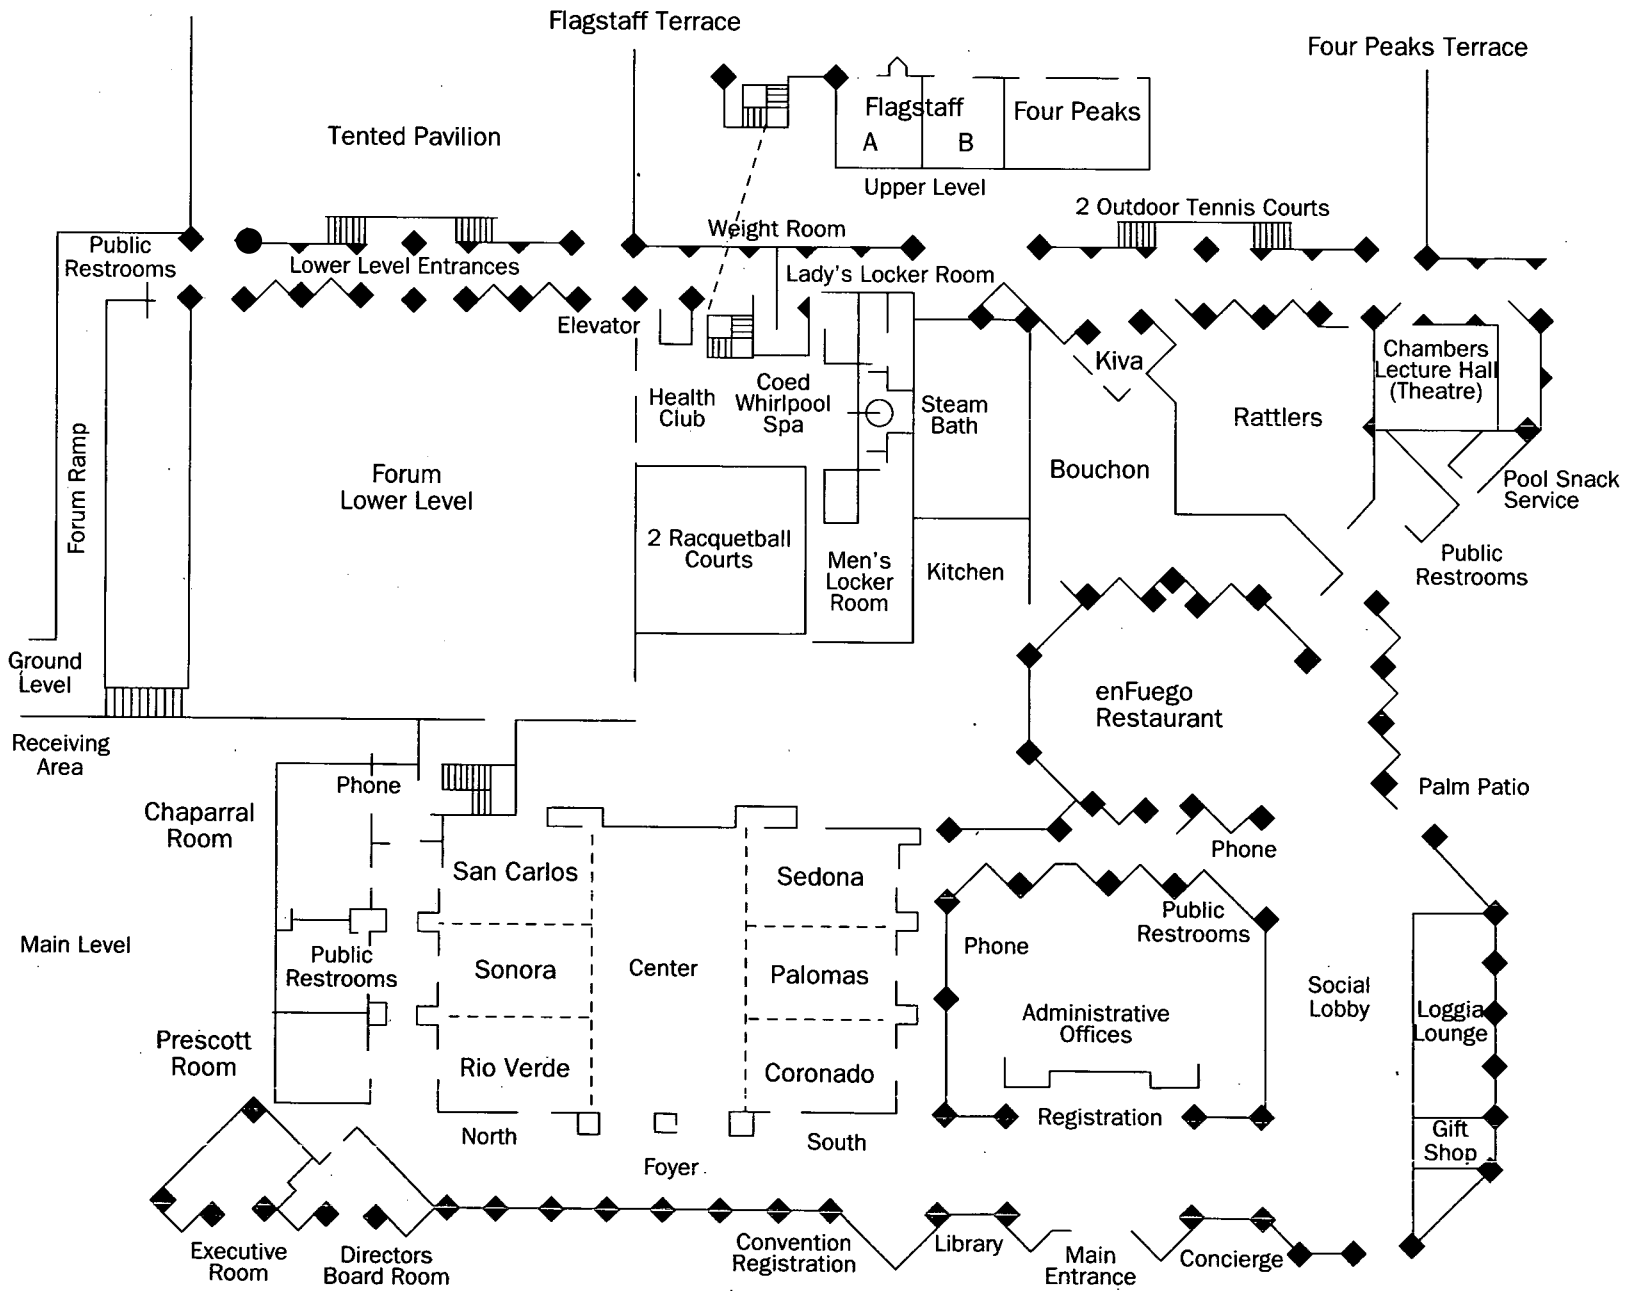 Flagstaff Terrace
Four Peaks Terrace
Flagstaff
A
B
Four Peaks
Tented Pavilion
Upper Level
2 Outdoor Tennis Courts
Weight Room
Public
Restrooms
Lower Level Entrances
Lady's Locker Room
Elevator
Kiva
Chambers
Lecture Hall
(Theatre)
Health
Club
Coed
Whirlpool
Spa
Steam
Bath
Rattlers
Forum Ramp
Forum
Lower Level
Bouchon
Pool Snack
Service
2 Racquetball
Courts
Men's
Locker
Room
Kitchen
Public
Restrooms
Ground
Level
enFuego
Restaurant
Receiving
Area
Phone
Palm Patio
Chaparral
Room
Phone
San Carlos
Sedona
Public
Restrooms
Main Level
Public
Restrooms
Sonora
Center
Palomas
Phone
Social
Lobby
Administrative
Offices
Loggia
Lounge
Prescott
Room
Rio Verde
Coronado
North
South
Registration
Gift
Shop
Foyer
Executive
Room
Directors
Board Room
Convention
Registration
Library
Main
Entrance
Concierge